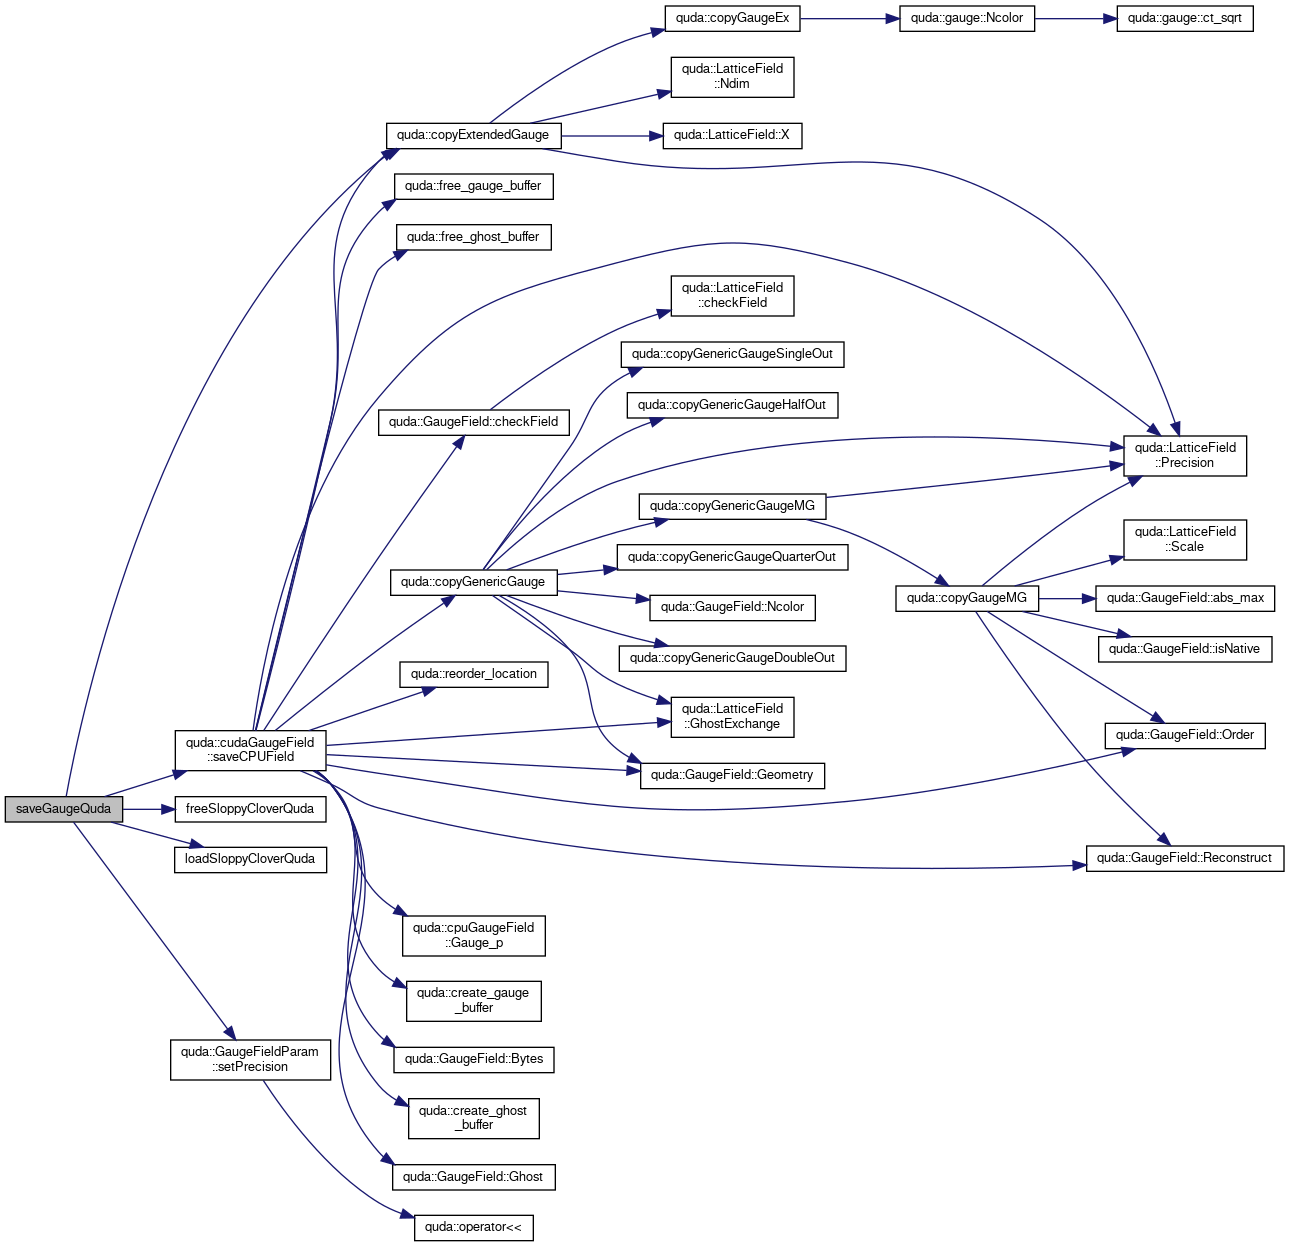 quda::copyGaugeEx
quda::gauge::Ncolor
quda::gauge::ct_sqrt
quda::LatticeField
::Ndim
quda::copyExtendedGauge
quda::LatticeField::X
quda::free_gauge_buffer
quda::free_ghost_buffer
quda::LatticeField
::checkField
quda::copyGenericGaugeSingleOut
quda::copyGenericGaugeHalfOut
quda::GaugeField::checkField
quda::LatticeField
::Precision
quda::copyGenericGaugeMG
quda::LatticeField
::Scale
quda::copyGenericGaugeQuarterOut
quda::copyGenericGauge
quda::copyGaugeMG
quda::GaugeField::abs_max
quda::GaugeField::Ncolor
quda::GaugeField::isNative
quda::copyGenericGaugeDoubleOut
quda::reorder_location
quda::LatticeField
::GhostExchange
quda::GaugeField::Order
quda::cudaGaugeField
::saveCPUField
quda::GaugeField::Geometry
saveGaugeQuda
freeSloppyCloverQuda
loadSloppyCloverQuda
quda::GaugeField::Reconstruct
quda::cpuGaugeField
::Gauge_p
quda::create_gauge
_buffer
quda::GaugeField::Bytes
quda::GaugeFieldParam
::setPrecision
quda::create_ghost
_buffer
quda::GaugeField::Ghost
quda::operator<<